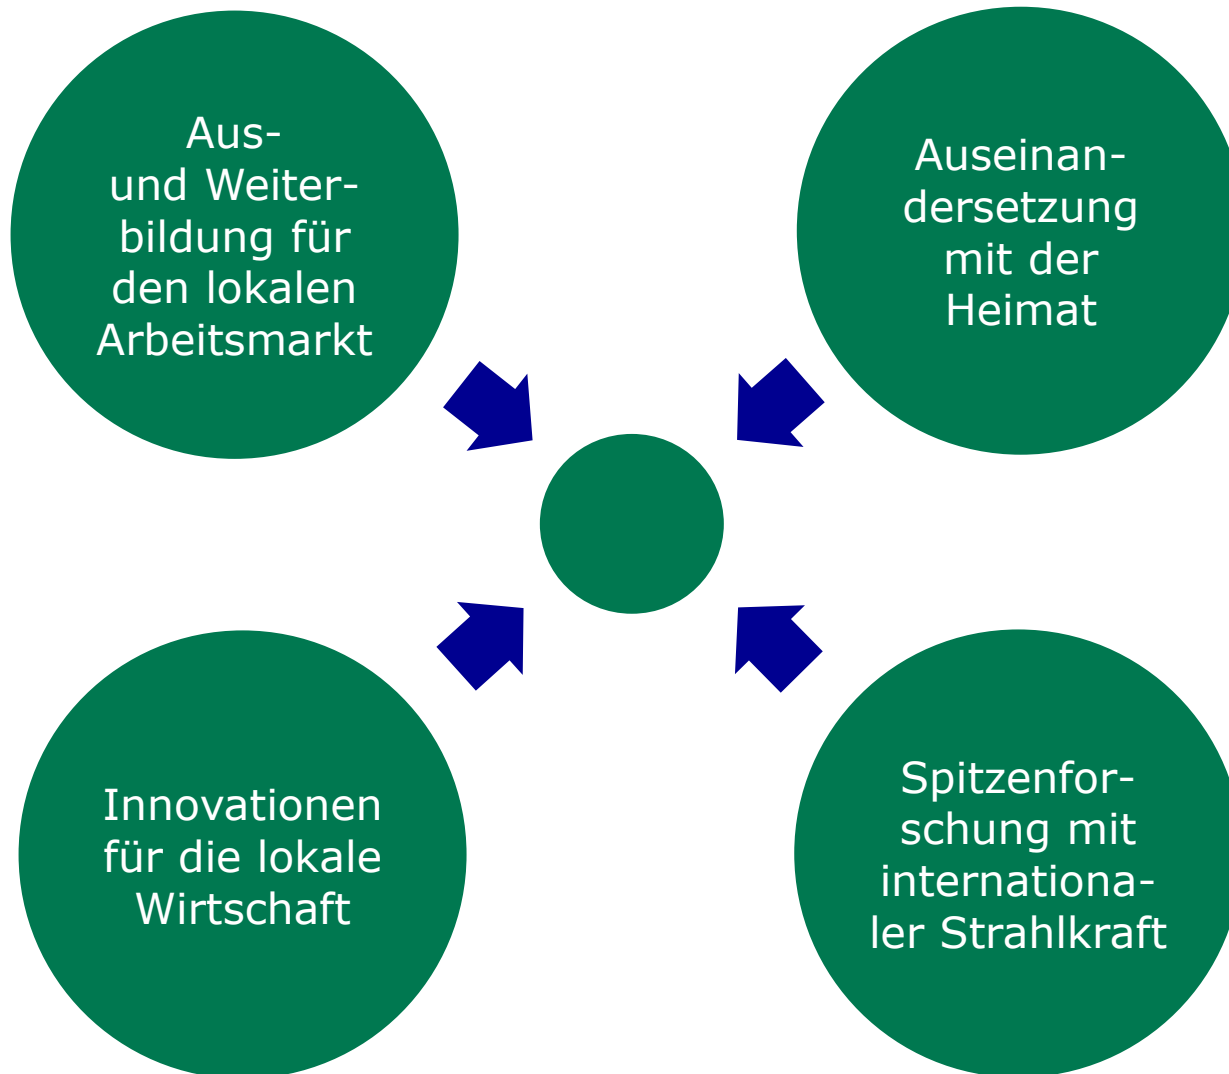 Aus-
und Weiter-
bildung für
den lokalen
Arbeitsmarkt
Auseinan-
dersetzung
mit der
Heimat
Innovationen
für die lokale
Wirtschaft
Spitzenfor-
schung mit
internationa-
ler Strahlkraft